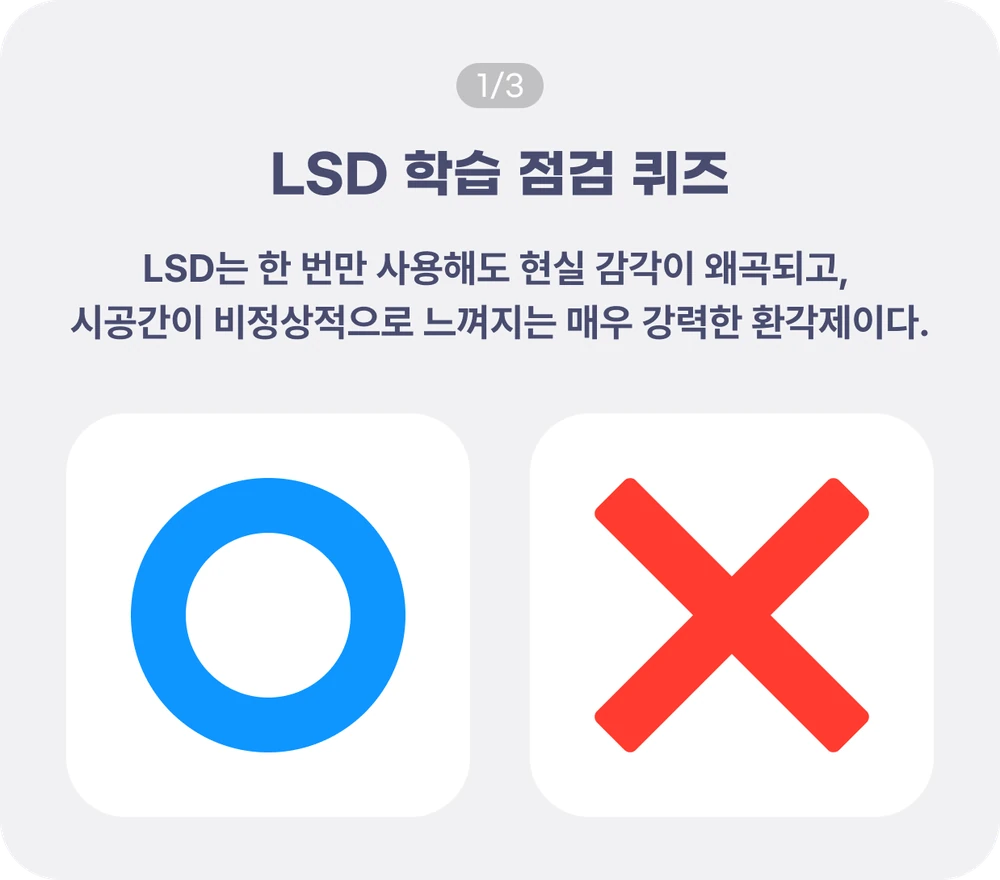 1/3
LSD 학습 점검 퀴즈
LSD는 한 번만 사용해도 현실 감각이 왜곡되고,
시공간이 비정상적으로 느껴지는 매우 강력한 환각제이다.